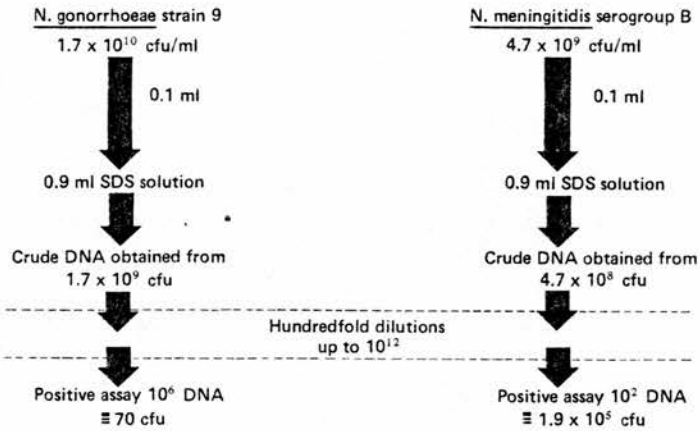 N. gonorrhoeae strain 9
1.7 x 10¹⁰ cfu/ml
0.1 ml
0.9 ml SDS solution
Crude DNA obtained from
1.7 x 10⁹ cfu
N. meningitidis serogroup B
4.7 x 10⁹ cfu/ml
0.1 ml
0.9 ml SDS solution
Crude DNA obtained from
4.7 x 10⁸ cfu
Hundredfold dilutions
up to 10¹²
Positive assay 10⁶ DNA
≡ 70 cfu
Positive assay 10² DNA
≡ 1.9 x 10⁵ cfu